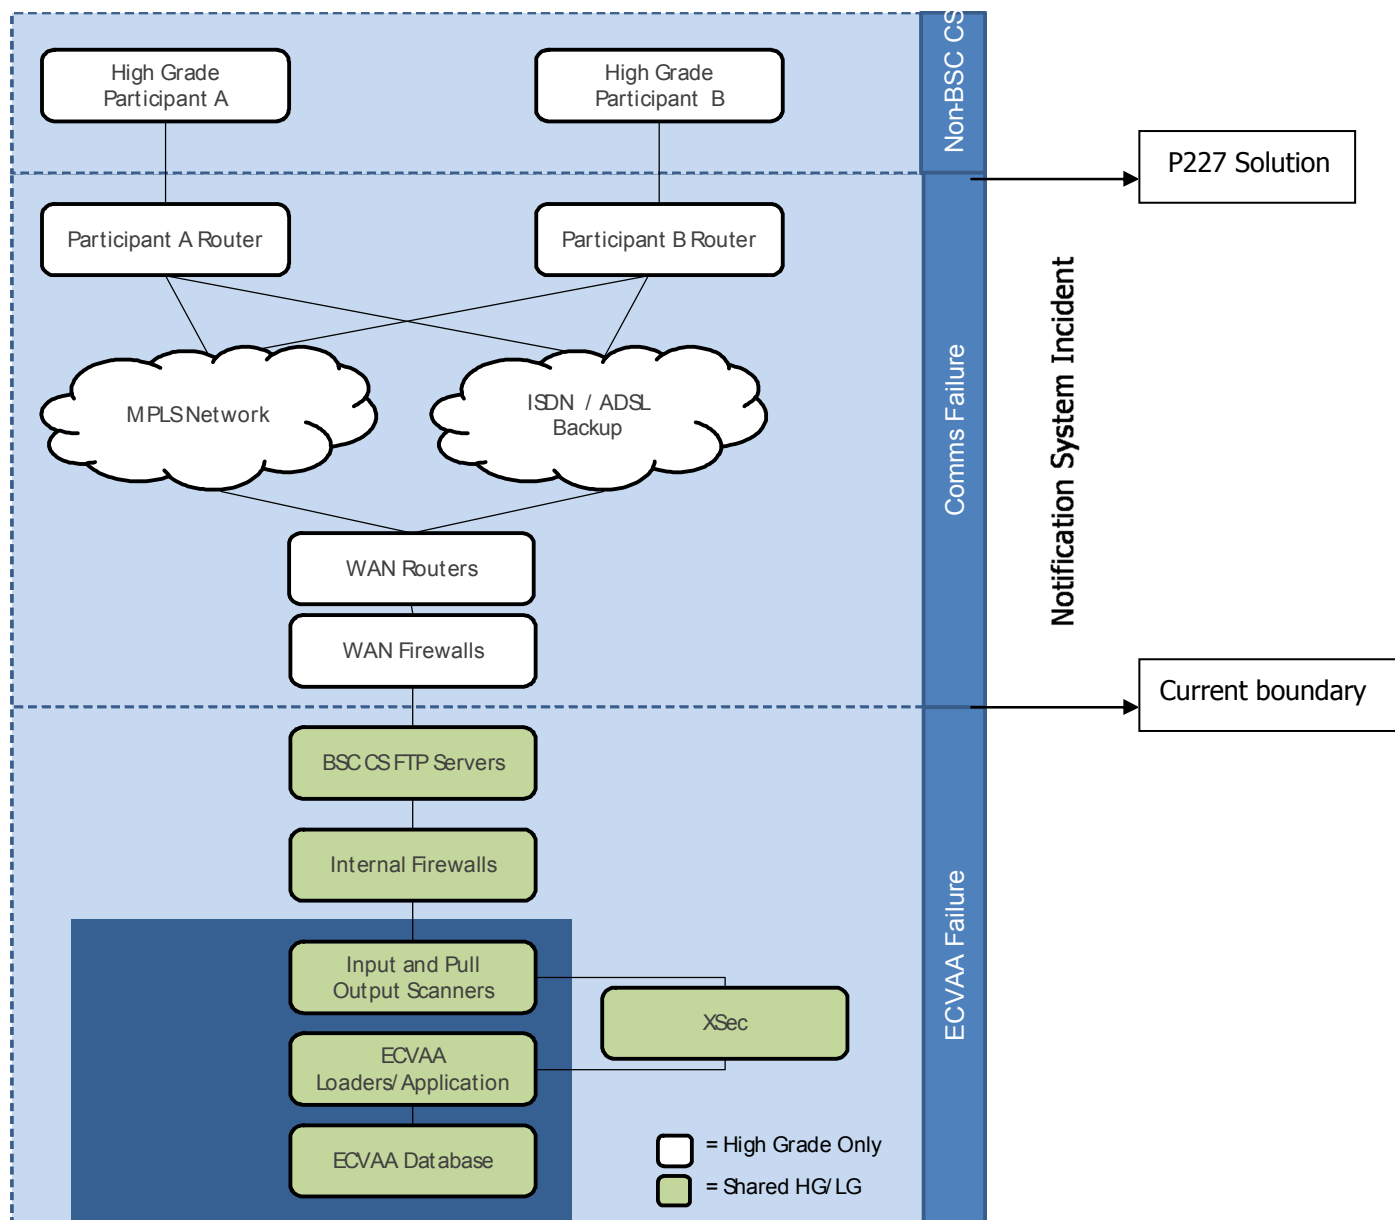 High Grade
Participant A
High Grade
Participant B
Non-BSC CS
P227 Solution
Participant A Router
Participant B Router
MPLS Network
ISDN / ADSL
Backup
Comms Failure
Notification System Incident
WAN Routers
WAN Firewalls
Current boundary
BSC CS FTP Servers
Internal Firewalls
ECVAA Failure
Input and Pull
Output Scanners
XSec
ECVAA
Loaders/Application
ECVAA Database
= High Grade Only
= Shared HG/LG